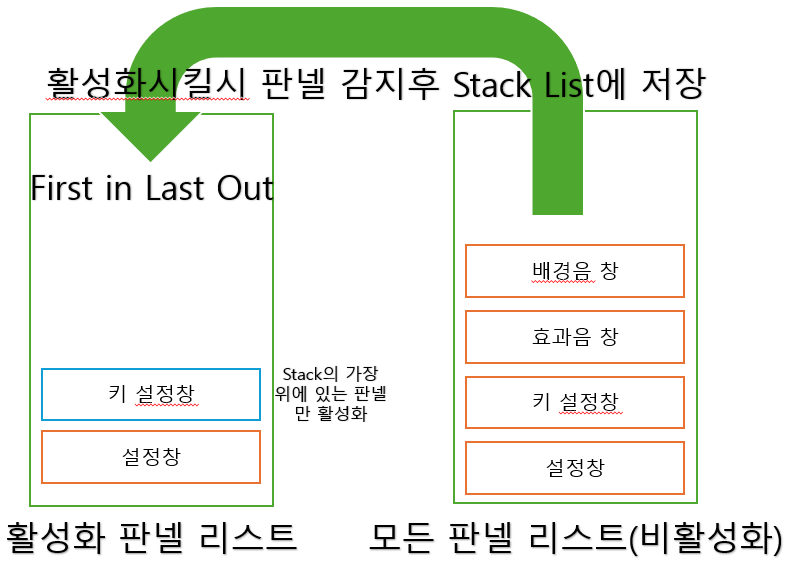 활성화시킬시 판넬 감지후 Stack List에 저장
First in Last Out
배경음 창
효과음 창
키 설정창
설정창
Stack의 가장
위에 있는 판넬
만 활성화
키 설정창
설정창
활성화 판넬 리스트
모든 판넬 리스트(비활성화)